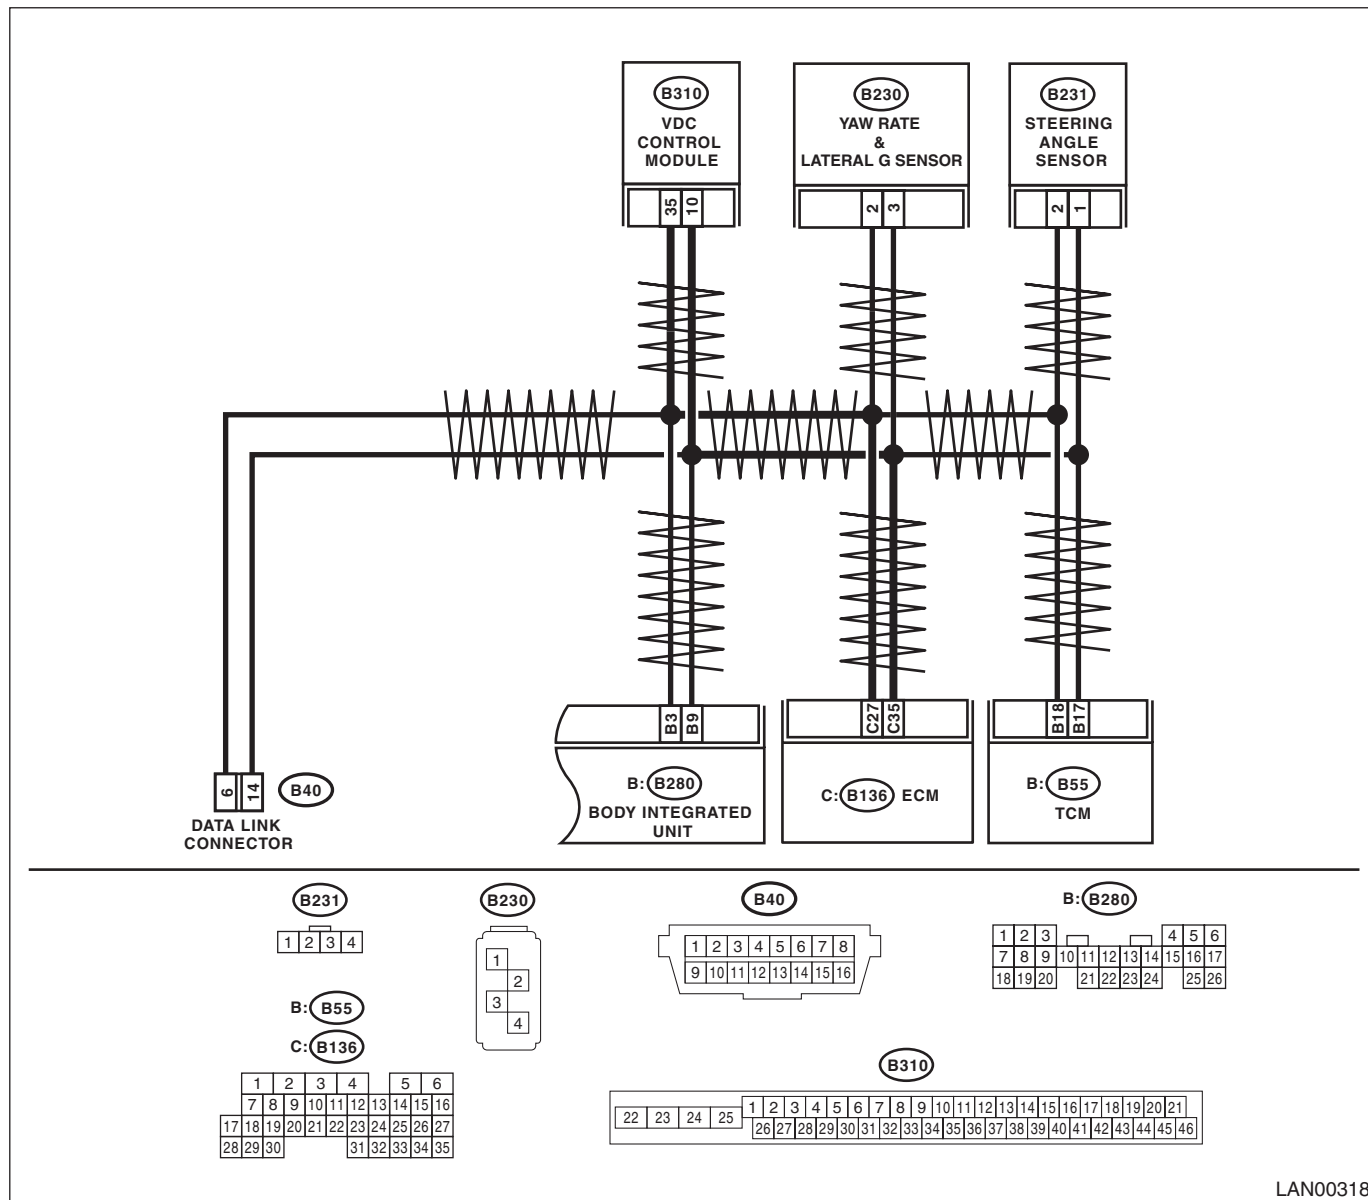 B310
VDC
CONTROL
MODULE
35 10
B230
YAW RATE
&
LATERAL G SENSOR
2 3
B231
STEERING
ANGLE
SENSOR
2 1
6 14
B40
DATA LINK
CONNECTOR
B3 B9
B: B280
BODY INTEGRATED
UNIT
C27 C35
C: B136 ECM
B18 B17
B: B55
TCM
B231
1 2 3 4
B230
1
2
3
4
B40
1 2 3 4 5 6 7 8
9 10 11 12 13 14 15 16
B: B280
1 2 3 4 5 6
7 8 9 10 11 12 13 14 15 16 17
18 19 20 21 22 23 24 25 26
B: B55
C: B136
1 2 3 4 5 6
7 8 9 10 11 12 13 14 15 16
17 18 19 20 21 22 23 24 25 26 27
28 29 30 31 32 33 34 35
B310
22 23 24 25
1 2 3 4 5 6 7 8 9 10 11 12 13 14 15 16 17 18 19 20 21
26 27 28 29 30 31 32 33 34 35 36 37 38 39 40 41 42 43 44 45 46
LAN00318